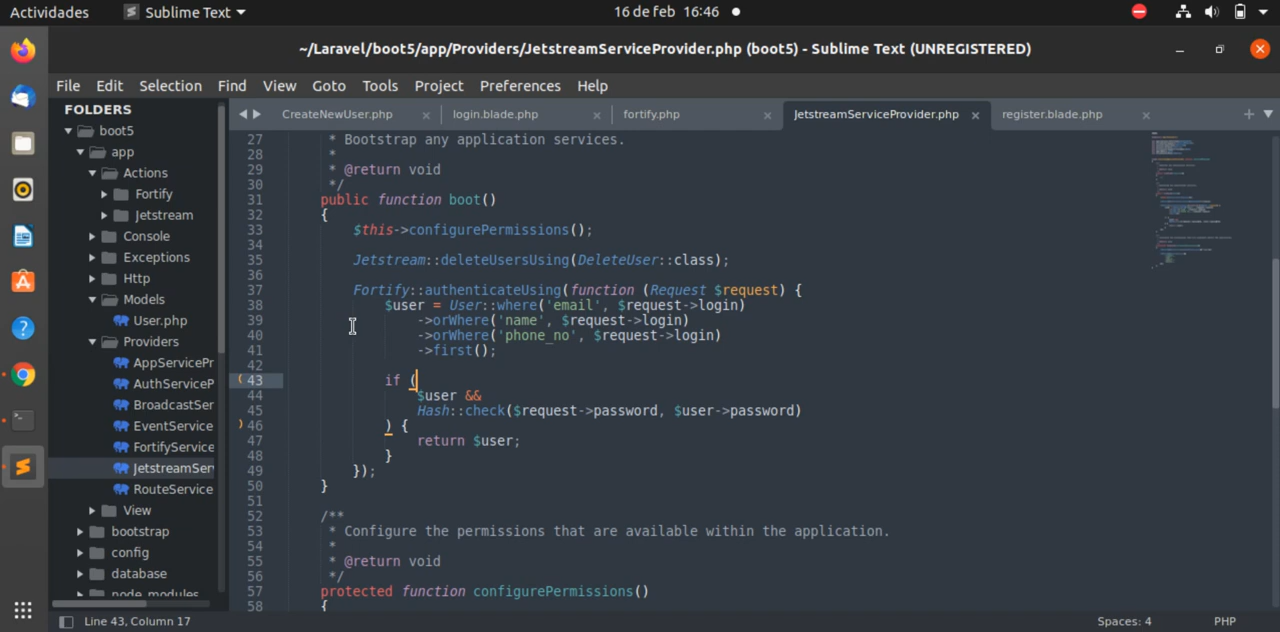 Actividades Sublime Text 16 de feb 16:46
~/Laravel/boot5/app/Providers/JetstreamServiceProvider.php (boot5) - Sublime Text (UNREGISTERED)
File Edit Selection Find View Goto Tools Project Preferences Help
FOLDERS
boot5
app
Actions
Fortify
Jetstream
Console
Exceptions
Http
Models
User.php
Providers
AppServicePr
AuthServiceP
BroadcastSer
EventService
FortifyService
JetstreamSer
RouteService
View
bootstrap
config
database
node_modules
CreateNewUser.php login.blade.php fortify.php JetstreamServiceProvider.php register.blade.php
27 * Bootstrap any application services.
28 *
29 * @return void
30 */
31 public function boot()
32 {
33 $this->configurePermissions();
34
35 Jetstream::deleteUsersUsing(DeleteUser::class);
36
37 Fortify::authenticateUsing(function (Request $request) {
38 $user = User::where('email', $request->login)
39 ->orWhere('name', $request->login)
40 ->orWhere('phone_no', $request->login)
41 ->first();
42
43 if (
44 $user &&
45 Hash::check($request->password, $user->password)
46 ) {
47 return $user;
48 }
49 });
50 }
51
52 /**
53 * Configure the permissions that are available within the application.
54 *
55 * @return void
56 */
57 protected function configurePermissions()
58 {
Line 43, Column 17 Spaces: 4 PHP